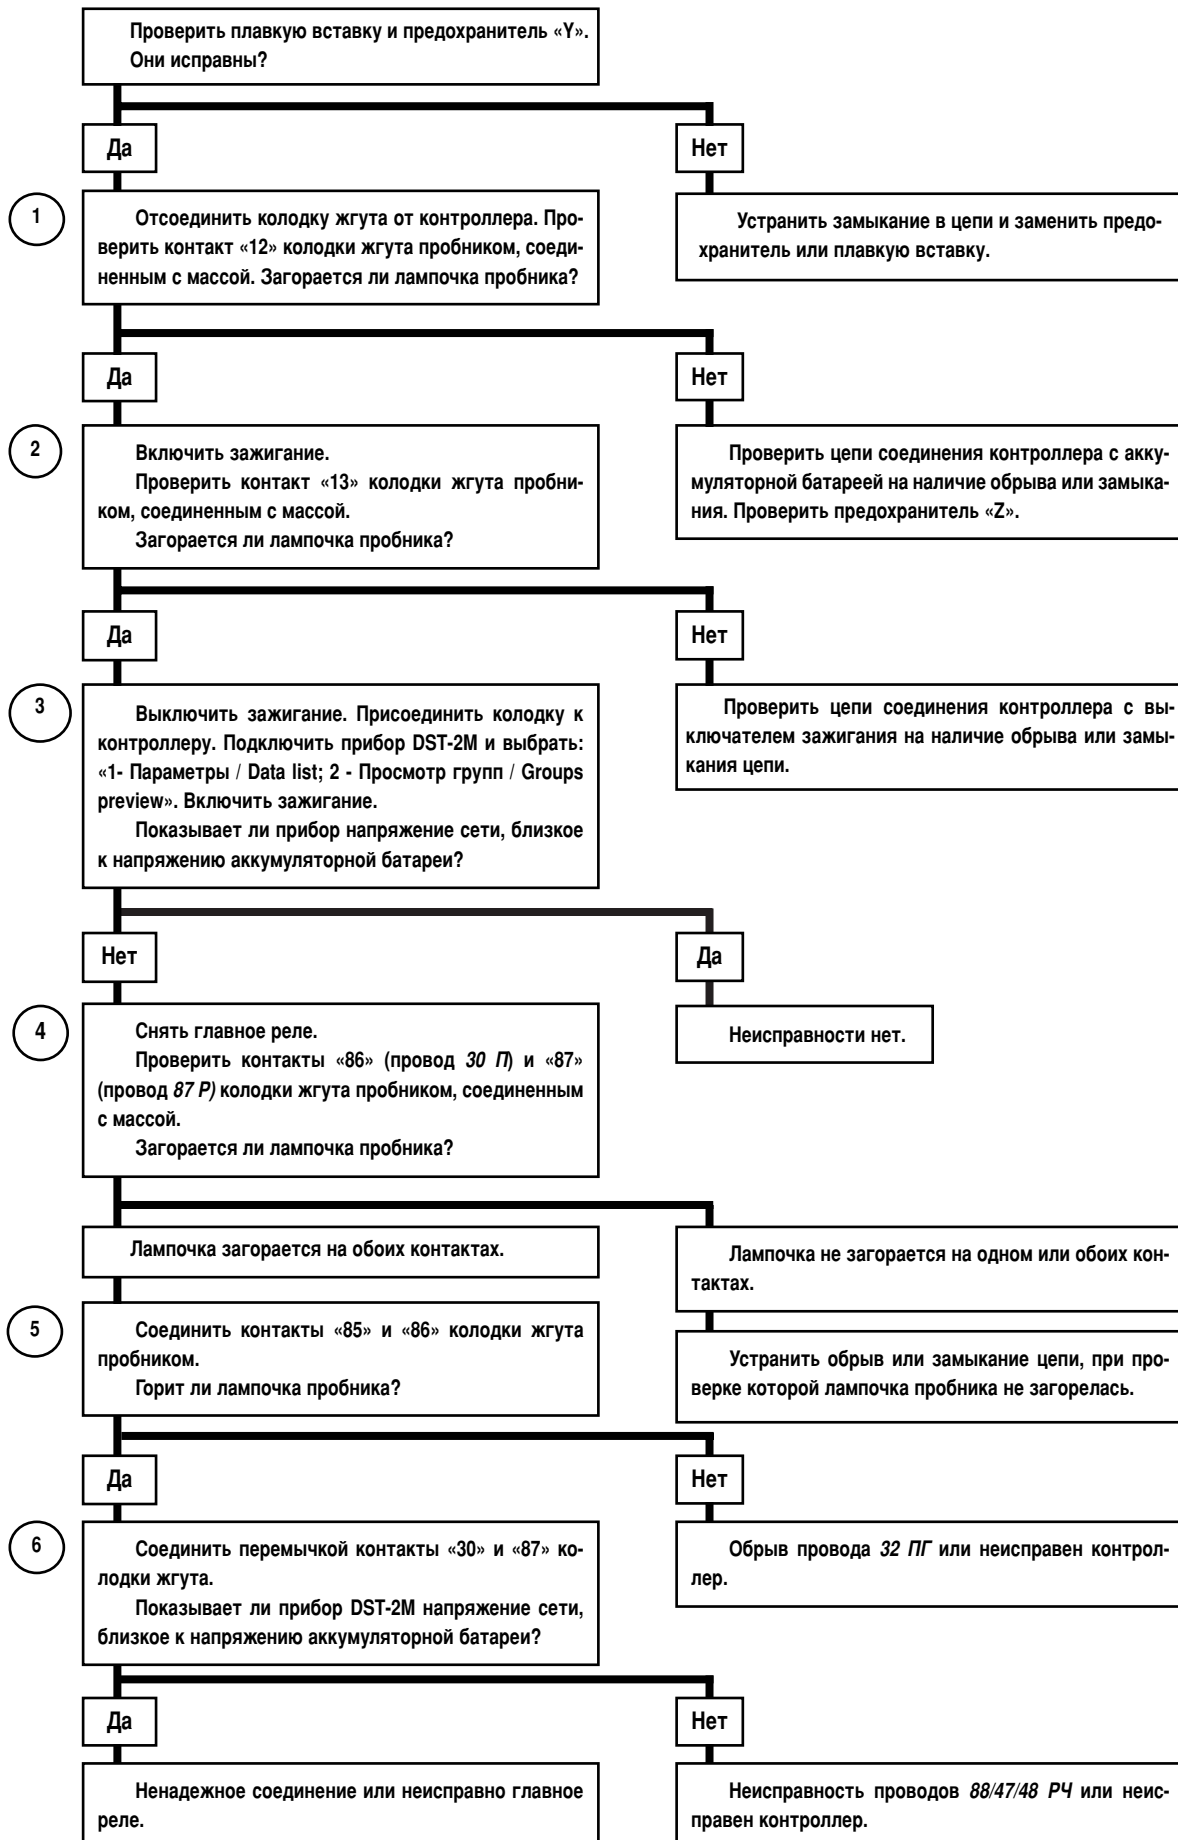 Проверить плавкую вставку и предохранитель «Y».
Они исправны?
Да
Нет
1
Отсоединить колодку жгута от контроллера. Про-
верить контакт «12» колодки жгута пробником, соеди-
ненным с массой. Загорается ли лампочка пробника?
Устранить замыкание в цепи и заменить предо-
хранитель или плавкую вставку.
Да
Нет
2
Включить зажигание.
Проверить контакт «13» колодки жгута пробни-
ком, соединенным с массой.
Загорается ли лампочка пробника?
Проверить цепи соединения контроллера с акку-
муляторной батареей на наличие обрыва или замыка-
ния. Проверить предохранитель «Z».
Да
Нет
3
Выключить зажигание. Присоединить колодку к
контроллеру. Подключить прибор DST-2M и выбрать:
«1- Параметры / Data list; 2 - Просмотр групп / Groups
preview». Включить зажигание.
Показывает ли прибор напряжение сети, близкое
к напряжению аккумуляторной батареи?
Проверить цепи соединения контроллера с вы-
ключателем зажигания на наличие обрыва или замы-
кания цепи.
Нет
Да
4
Снять главное реле.
Проверить контакты «86» (провод 30 П) и «87»
(провод 87 Р) колодки жгута пробником, соединенным
с массой.
Загорается ли лампочка пробника?
Неисправности нет.
Лампочка загорается на обоих контактах.
Лампочка не загорается на одном или обоих кон-
тактах.
5
Соединить контакты «85» и «86» колодки жгута
пробником.
Горит ли лампочка пробника?
Устранить обрыв или замыкание цепи, при про-
верке которой лампочка пробника не загорелась.
Да
Нет
6
Соединить перемычкой контакты «30» и «87» ко-
лодки жгута.
Показывает ли прибор DST-2M напряжение сети,
близкое к напряжению аккумуляторной батареи?
Обрыв провода 32 ПГ или неисправен контрол-
лер.
Да
Нет
Ненадежное соединение или неисправно главное
реле.
Неисправность проводов 88/47/48 РЧ или неис-
правен контроллер.